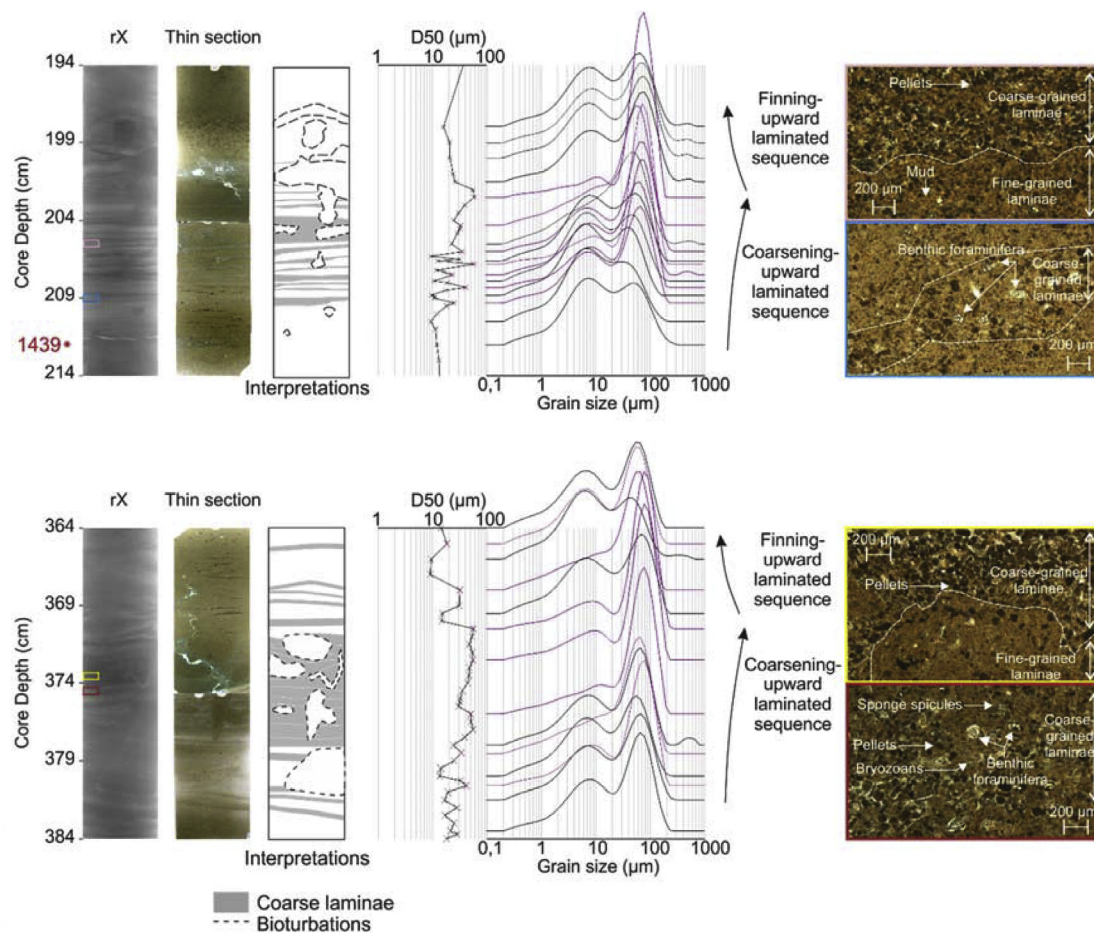 rX
Thin section
D50 (µm)
1
10
100
194
199
204
209
214
Core Depth (cm)
1439
Interpretations
0,1
1
10
100
1000
Grain size (µm)
Finning-
upward
laminated
sequence
Coarsening-
upward
laminated
sequence
Pellets
Coarse-grained
laminae
Mud
200 µm
Fine-grained
laminae
Benthic foraminifera
Coarse-
grained
laminae
200 µm
rX
Thin section
D50 (µm)
1
10
100
364
369
374
379
384
Core Depth (cm)
Interpretations
0,1
1
10
100
1000
Grain size (µm)
Finning-
upward
laminated
sequence
Coarsening-
upward
laminated
sequence
200 µm
Pellets
Coarse-grained
laminae
Fine-grained
laminae
Sponge spicules
Coarse-
grained
laminae
Pellets
Bryozoans
Benthic
foraminifera
200 µm
Coarse laminae
Bioturbations